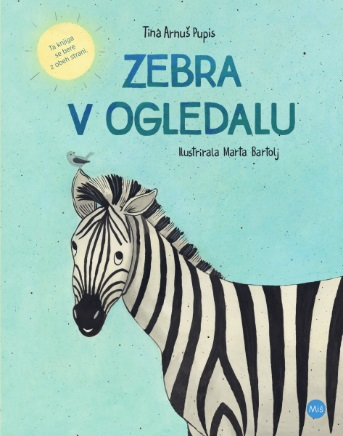 Tina Arnuš Pupis
Ta knjiga
se bere
z obeh strani.
ZEBRA
V OGLEDALU
Ilustrirala Marta Bartolj
Miš